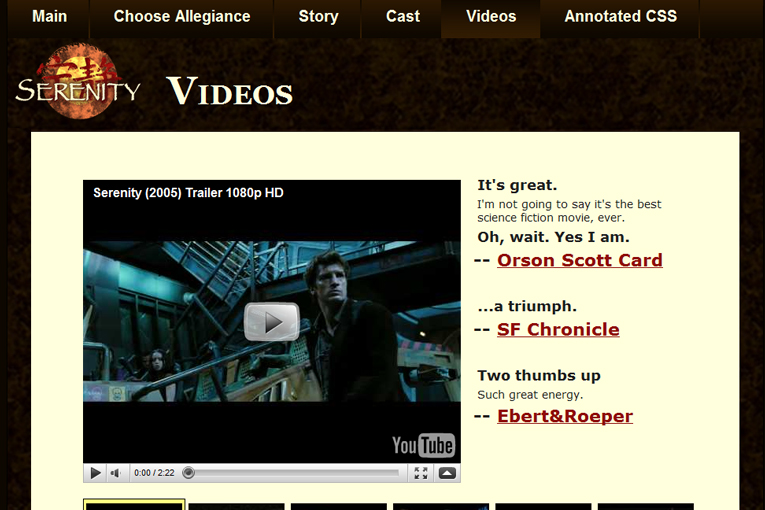 Main
Choose Allegiance
Story
Cast
Videos
Annotated CSS
SERENITY
VIDEOS
Serenity (2005) Trailer 1080p HD
YouTube
0:00 / 2:22
It's great.
I'm not going to say it's the best
science fiction movie, ever.
Oh, wait. Yes I am.
-- Orson Scott Card
...a triumph.
-- SF Chronicle
Two thumbs up
Such great energy.
-- Ebert&Roeper